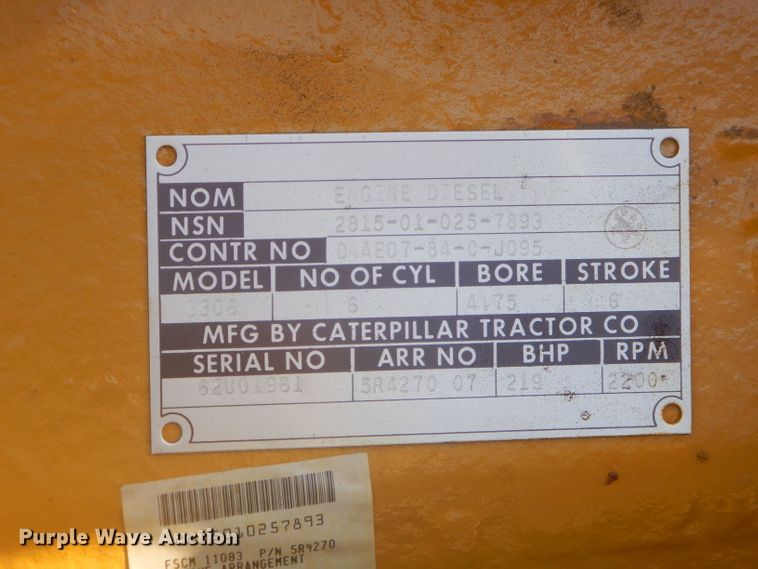 NOM ENGINE DIESEL
NSN 2815-01-025-7893
CONTR NO DAAE07-84-C-J095
MODEL NO OF CYL BORE STROKE
3306 6 4.75 6
MFG BY CATERPILLAR TRACTOR CO
SERIAL NO ARR NO BHP RPM
62U01961 5R4270 07 219 2200
10257893
FSCM 11083 P/N 5R4270
ARRANGEMENT
Purple Wave Auction